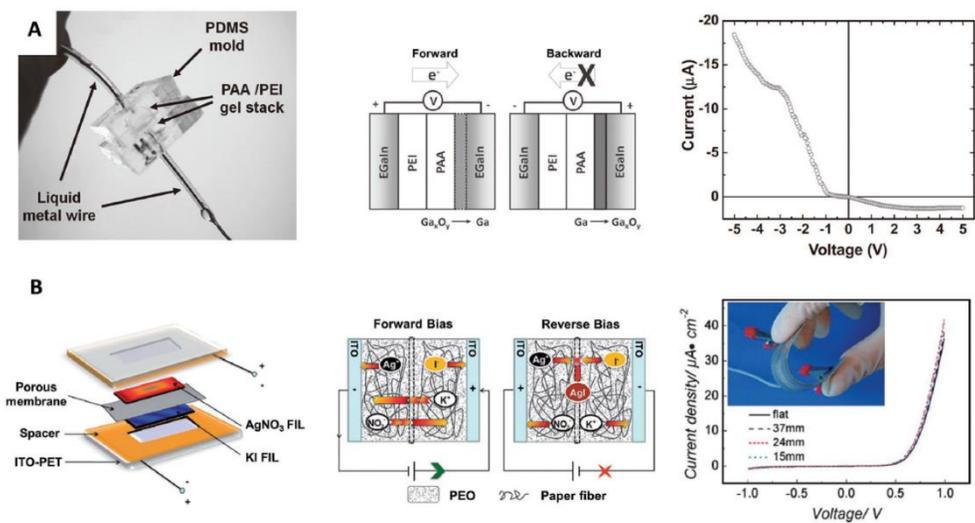 A
PDMS
mold
PAA /PEI
gel stack
Liquid
metal wire
Forward
e⁻
+ V -
EGaIn PEI PAA EGaIn
GaₓOᵧ → Ga
Backward
e⁻ X
- V +
EGaIn PEI PAA EGaIn
Ga → GaₓOᵧ
Current (μA)
-20
-15
-10
-5
0
5
-5 -4 -3 -2 -1 0 1 2 3 4 5
Voltage (V)
B
Porous
membrane
Spacer
ITO-PET
+
-
AgNO₃ FIL
KI FIL
-
+
Forward Bias
ITO
ITO
Ag⁺
I⁻
- +
K⁺
NO₃⁻
Reverse Bias
ITO
ITO
Ag⁺
I⁻
+ -
AgI
NO₃⁻
K⁺
PEO
Paper fiber
Current density/ μA• cm⁻²
40
30
20
10
0
flat
37mm
24mm
15mm
-1.0 -0.5 0.0 0.5 1.0
Voltage/ V